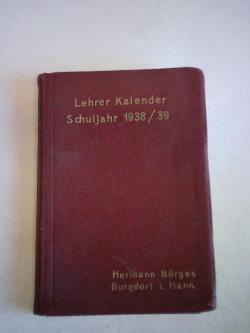 Lehrer Kalender
Schuljahr 1938/39
Hermann Börges
Burgdorf i. Hann.